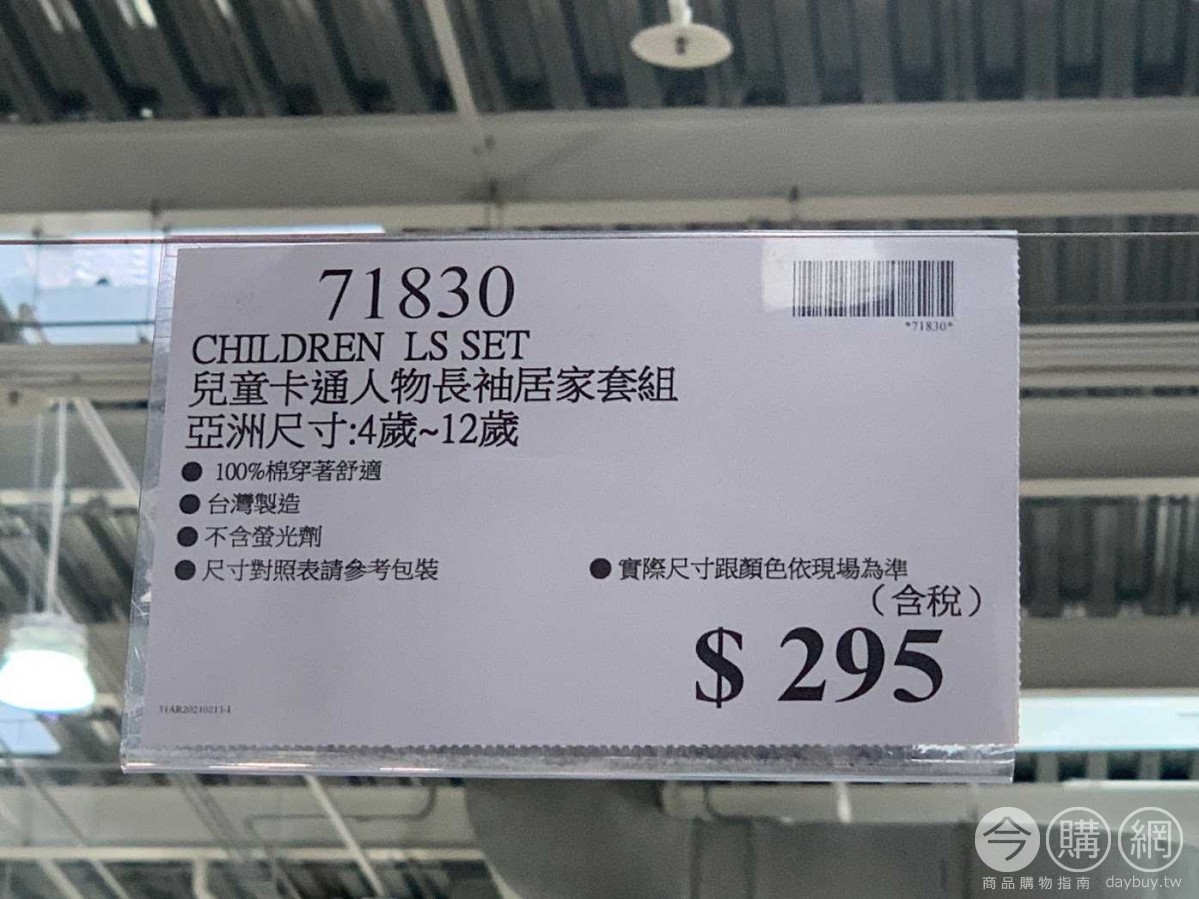 71830
*71830*
CHILDREN LS SET
兒童卡通人物長袖居家套組
亞洲尺寸:4歲~12歲
● 100%棉穿著舒適
● 台灣製造
● 不含螢光劑
● 尺寸對照表請參考包裝
● 實際尺寸跟顏色依現場為準
（含稅）
$ 295
31AR20210213-1
今購網
商品購物指南 daybuy.tw